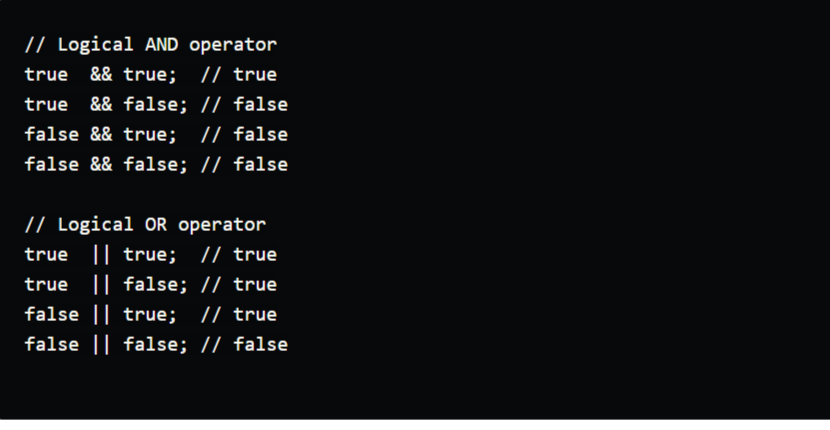 // Logical AND operator
true  && true;  // true
true  && false; // false
false && true;  // false
false && false; // false

// Logical OR operator
true  || true;  // true
true  || false; // true
false || true;  // true
false || false; // false